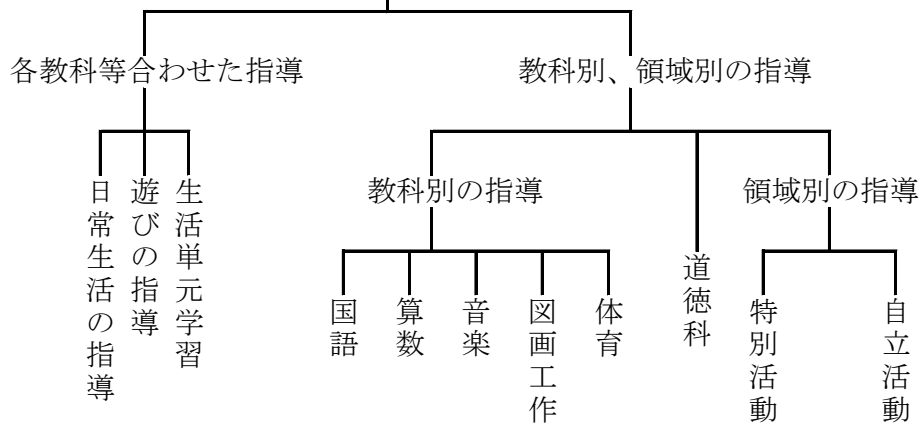 各教科等合わせた指導
教科別、領域別の指導
日常生活の指導
遊びの指導
生活単元学習
教科別の指導
領域別の指導
国語
算数
音楽
図画工作
体育
道徳科
特別活動
自立活動